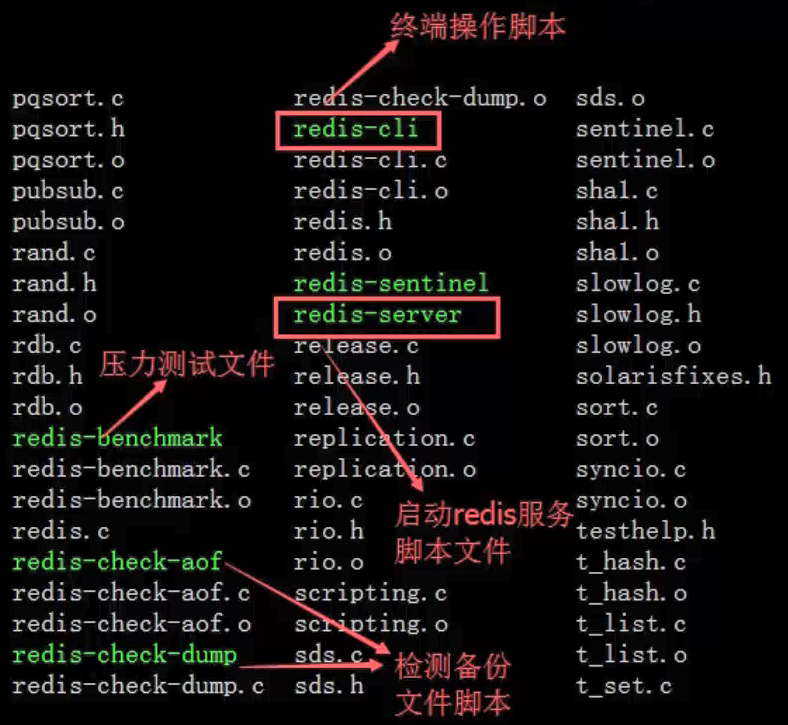 终端操作脚本
pqsort.c redis-check-dump.o sds.o
pqsort.h redis-cli sentinel.c
pqsort.o redis-cli.c sentinel.o
pubsub.c redis-cli.o sha1.c
pubsub.o redis.h sha1.h
rand.c redis.o sha1.o
rand.h redis-sentinel slowlog.c
rand.o redis-server slowlog.h
rdb.c release.c slowlog.o
压力测试文件
rdb.h release.h solarisfixes.h
rdb.o release.o sort.c
redis-benchmark replication.c sort.o
redis-benchmark.c replication.o syncio.c
redis-benchmark.o rio.c syncio.o
启动redis服务
脚本文件
redis.c rio.h testhelp.h
redis-check-aof rio.o t_hash.c
redis-check-aof.c scripting.c t_hash.o
redis-check-aof.o scripting.o t_list.c
redis-check-dump sds.c t_list.o
检测备份
文件脚本
redis-check-dump.c sds.h t_set.c